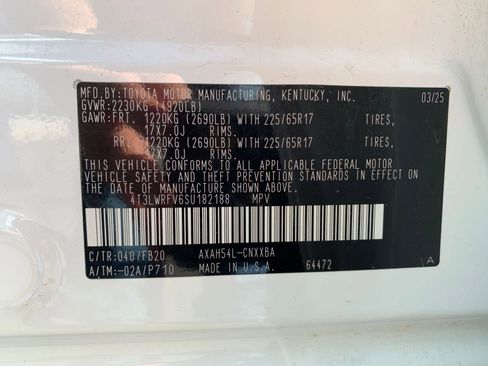 MFD.BY:TOYOTA MOTOR MANUFACTURING, KENTUCKY, INC. 03/25
GVWR:2230KG (4920LB)
GAWR:FRT. 1220KG (2690LB) WITH 225/65R17 TIRES,
17X7.0J RIMS.
RR. 1220KG (2690LB) WITH 225/65R17 TIRES,
17X7.0J RIMS.
THIS VEHICLE CONFORMS TO ALL APPLICABLE FEDERAL MOTOR
VEHICLE SAFETY AND THEFT PREVENTION STANDARDS
IN EFFECT ON THE DATE OF MANUFACTURE SHOWN ABOVE.
4T3LWRFV6SU182188 MPV
C/TR:040/FB20 AXAH54L-CNXXBA
A/TM:-02A/P710 MADE IN U.S.A. 64472 A